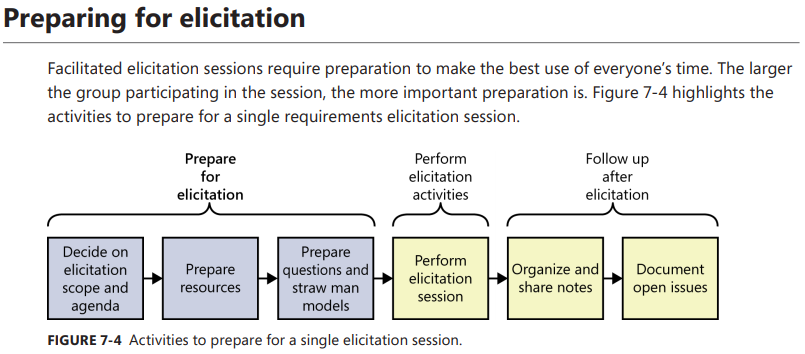 Preparing for elicitation
Facilitated elicitation sessions require preparation to make the best use of everyone's time. The larger
the group participating in the session, the more important preparation is. Figure 7-4 highlights the
activities to prepare for a single requirements elicitation session.
Prepare
for
elicitation
Perform
elicitation
activities
Follow up
after
elicitation
Decide on
elicitation
scope and
agenda
Prepare
resources
Prepare
questions and
straw man
models
Perform
elicitation
session
Organize and
share notes
Document
open issues
FIGURE 7-4 Activities to prepare for a single elicitation session.